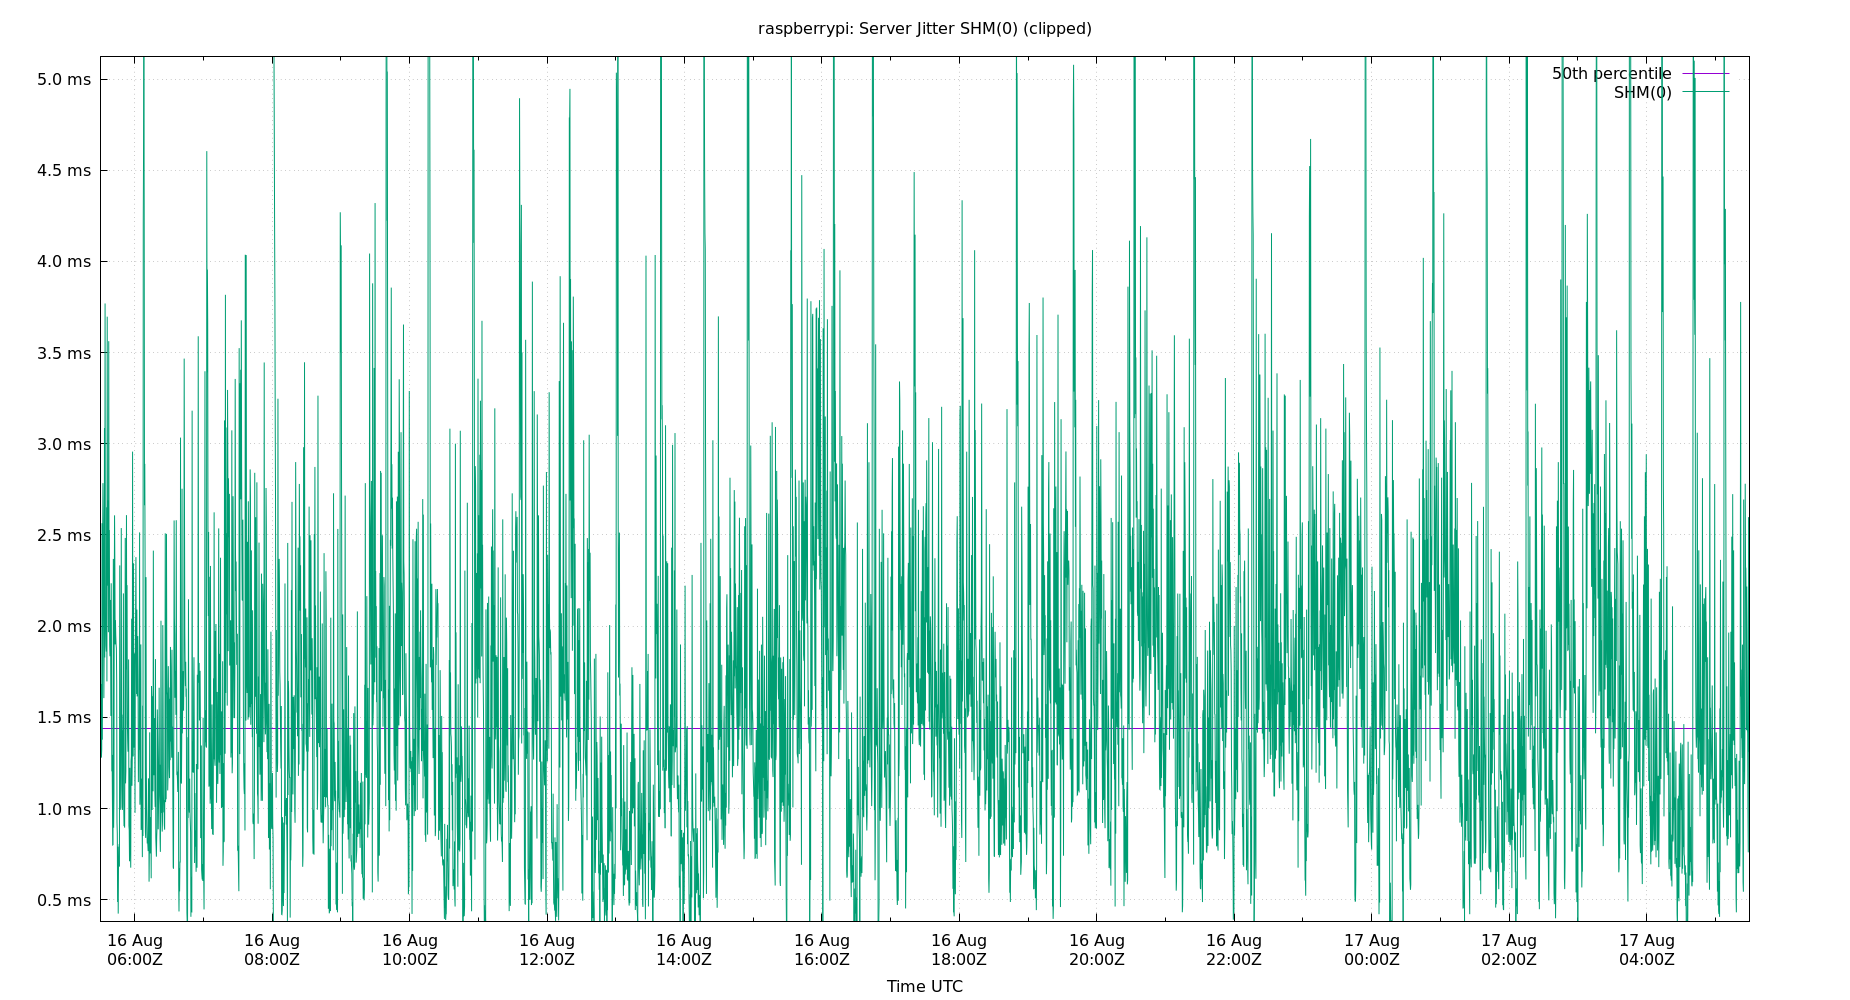 raspberrypi: Server Jitter SHM(0) (clipped)
50th percentile
SHM(0)
5.0 ms
4.5 ms
4.0 ms
3.5 ms
3.0 ms
2.5 ms
2.0 ms
1.5 ms
1.0 ms
0.5 ms
16 Aug 16 Aug 16 Aug 16 Aug 16 Aug 16 Aug 16 Aug 16 Aug 16 Aug 17 Aug 17 Aug 17 Aug
06:00Z 08:00Z 10:00Z 12:00Z 14:00Z 16:00Z 18:00Z 20:00Z 22:00Z 00:00Z 02:00Z 04:00Z
Time UTC